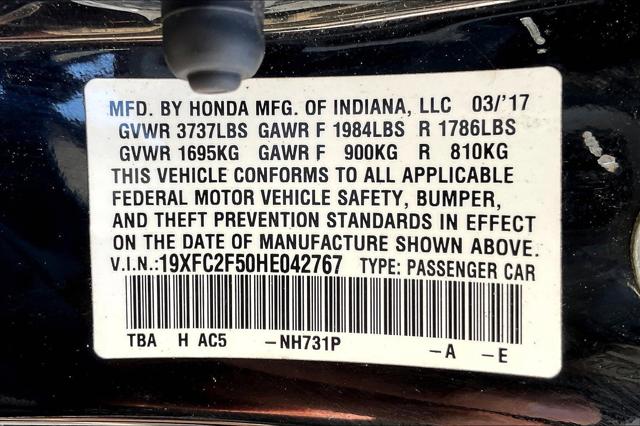 MFD. BY HONDA MFG. OF INDIANA, LLC 03/'17
GVWR 3737LBS GAWR F 1984LBS R 1786LBS
GVWR 1695KG GAWR F 900KG R 810KG
THIS VEHICLE CONFORMS TO ALL APPLICABLE
FEDERAL MOTOR VEHICLE SAFETY, BUMPER,
AND THEFT PREVENTION STANDARDS IN EFFECT
ON THE DATE OF MANUFACTURE SHOWN ABOVE.
V.I.N.:19XFC2F50HE042767 TYPE: PASSENGER CAR
TBA H AC5 -NH731P -A -E